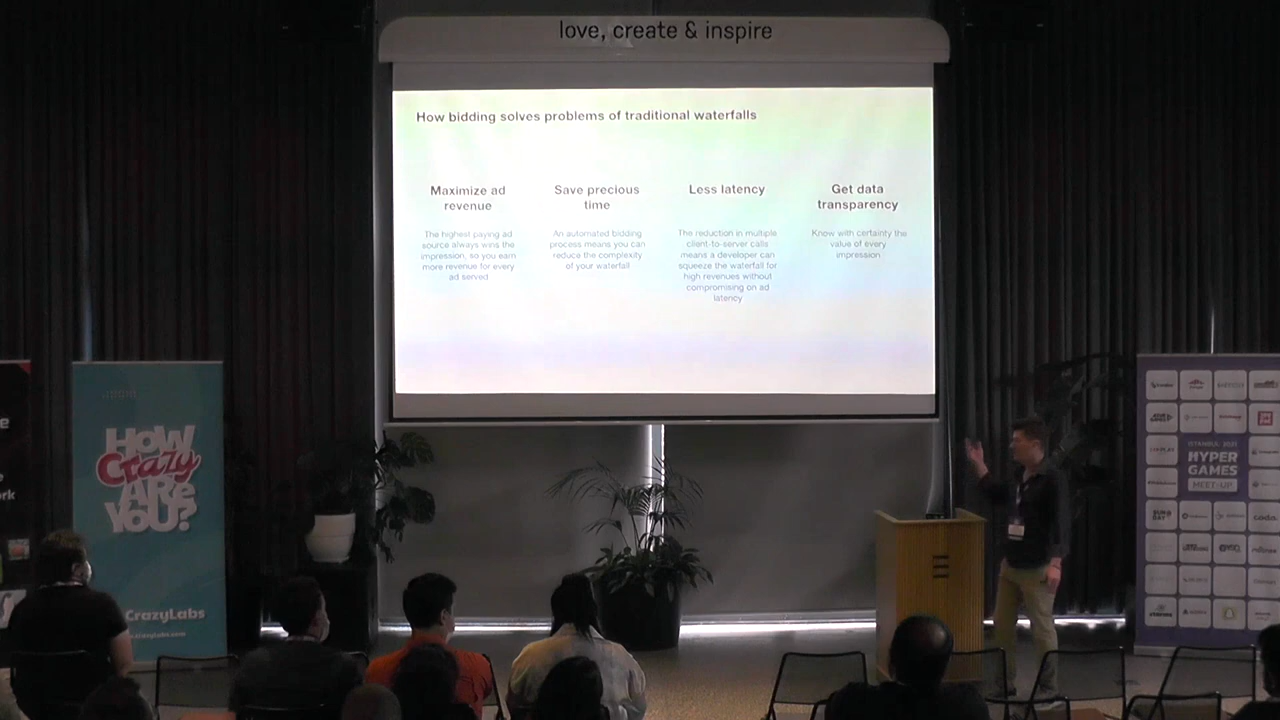 love, create & inspire
How bidding solves problems of traditional waterfalls
Maximize ad
revenue
The highest paying ad
source always wins the
impression, so you earn
more revenue for every
ad served
Save precious
time
An automated bidding
process means you can
reduce the complexity
of your waterfall
Less latency
The reduction in multiple
client-to-server calls
means a developer can
squeeze the waterfall for
high revenues without
compromising on ad
latency
Get data
transparency
Know with certainty the
value of every
impression
HOW
Crazy
ARE
YOU?
CrazyLabs
ISTANBUL 2021
HYPER
GAMES
MEET-UP